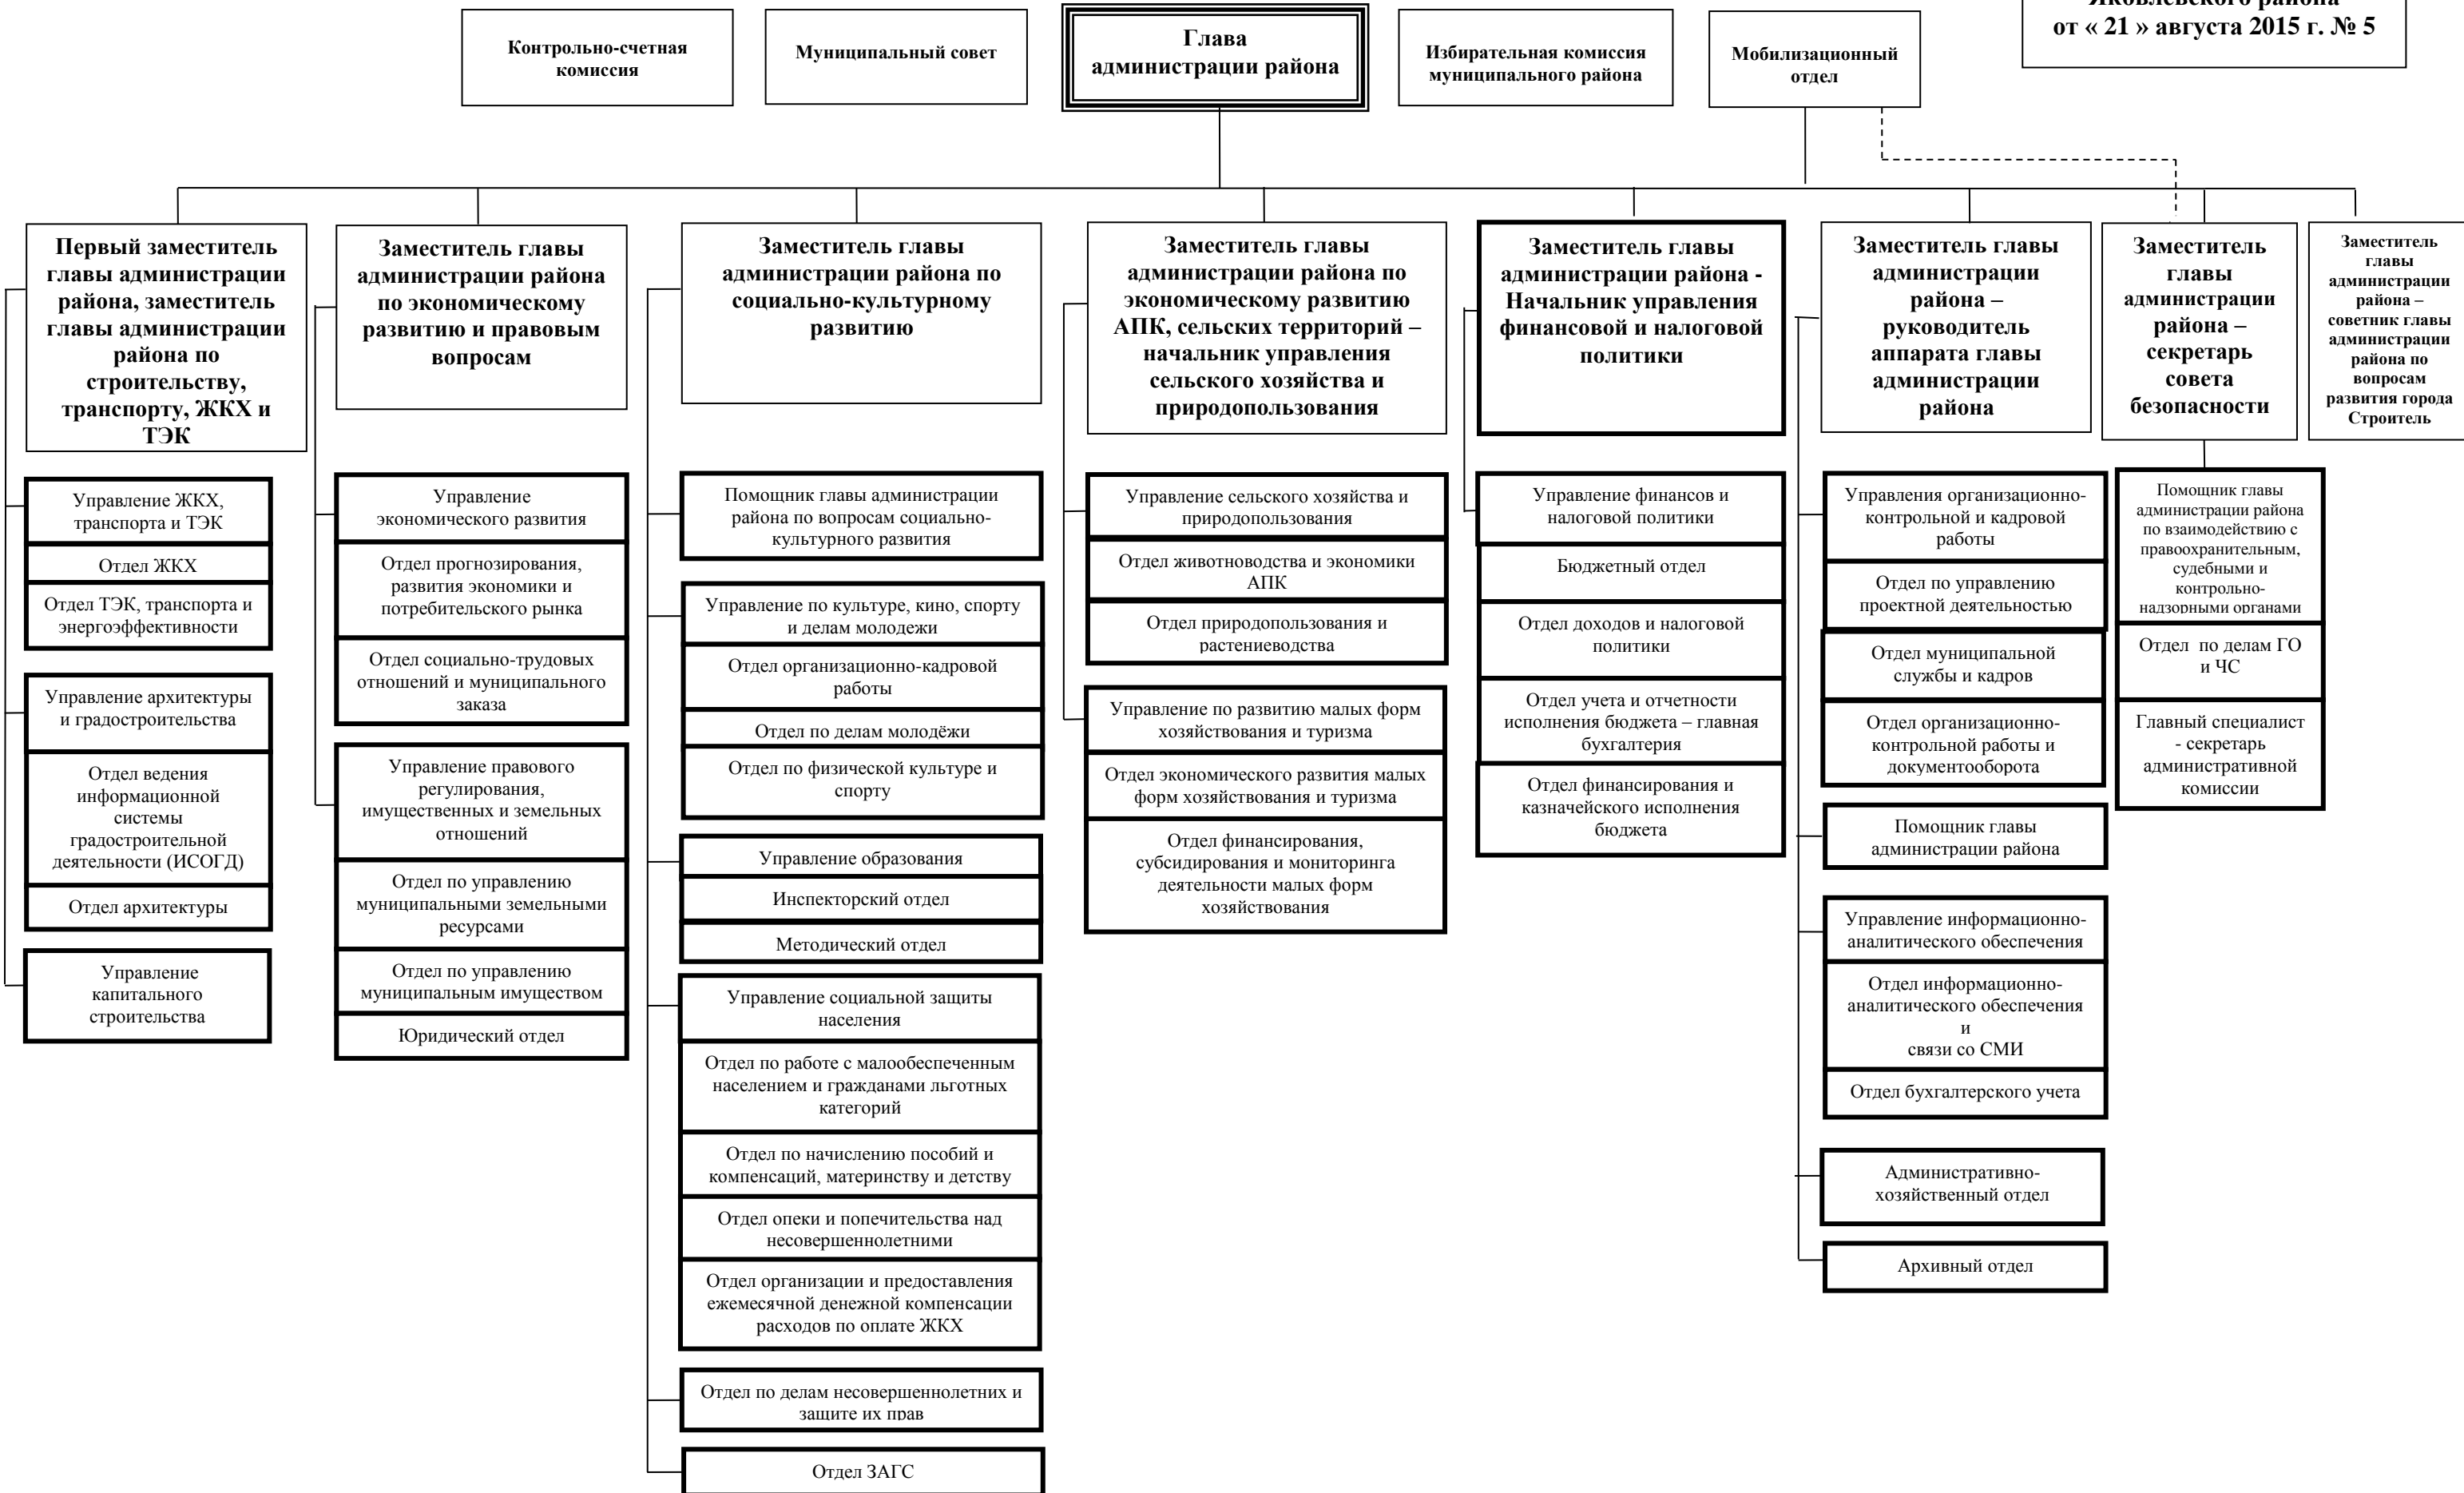 Яковлевского района
от « 21 » августа 2015 г. № 5
Контрольно-счетная
комиссия
Муниципальный совет
Глава
администрации района
Избирательная комиссия
муниципального района
Мобилизационный
отдел
Первый заместитель
главы администрации
района, заместитель
главы администрации
района по
строительству,
транспорту, ЖКХ и
ТЭК
Управление ЖКХ,
транспорта и ТЭК
Отдел ЖКХ
Отдел ТЭК, транспорта и
энергоэффективности
Управление архитектуры
и градостроительства
Отдел ведения
информационной
системы
градостроительной
деятельности (ИСОГД)
Отдел архитектуры
Управление
капитального
строительства
Заместитель главы
администрации района
по экономическому
развитию и правовым
вопросам
Управление
экономического развития
Отдел прогнозирования,
развития экономики и
потребительского рынка
Отдел социально-трудовых
отношений и муниципального
заказа
Управление правового
регулирования,
имущественных и земельных
отношений
Отдел по управлению
муниципальными земельными
ресурсами
Отдел по управлению
муниципальным имуществом
Юридический отдел
Заместитель главы
администрации района по
социально-культурному
развитию
Помощник главы администрации
района по вопросам социально-
культурного развития
Управление по культуре, кино, спорту
и делам молодежи
Отдел организационно-кадровой
работы
Отдел по делам молодёжи
Отдел по физической культуре и
спорту
Управление образования
Инспекторский отдел
Методический отдел
Управление социальной защиты
населения
Отдел по работе с малообеспеченным
населением и гражданами льготных
категорий
Отдел по начислению пособий и
компенсаций, материнству и детству
Отдел опеки и попечительства над
несовершеннолетними
Отдел организации и предоставления
ежемесячной денежной компенсации
расходов по оплате ЖКХ
Отдел по делам несовершеннолетних и
защите их прав
Отдел ЗАГС
Заместитель главы
администрации района по
экономическому развитию
АПК, сельских территорий –
начальник управления
сельского хозяйства и
природопользования
Управление сельского хозяйства и
природопользования
Отдел животноводства и экономики
АПК
Отдел природопользования и
растениеводства
Управление по развитию малых форм
хозяйствования и туризма
Отдел экономического развития малых
форм хозяйствования и туризма
Отдел финансирования,
субсидирования и мониторинга
деятельности малых форм
хозяйствования
Заместитель главы
администрации района -
Начальник управления
финансовой и налоговой
политики
Управление финансов и
налоговой политики
Бюджетный отдел
Отдел доходов и налоговой
политики
Отдел учета и отчетности
исполнения бюджета – главная
бухгалтерия
Отдел финансирования и
казначейского исполнения
бюджета
Заместитель главы
администрации
района –
руководитель
аппарата главы
администрации
района
Управления организационно-
контрольной и кадровой
работы
Отдел по управлению
проектной деятельностью
Отдел муниципальной
службы и кадров
Отдел организационно-
контрольной работы и
документооборота
Помощник главы
администрации района
Управление информационно-
аналитического обеспечения
Отдел информационно-
аналитического обеспечения
и
связи со СМИ
Отдел бухгалтерского учета
Административно-
хозяйственный отдел
Архивный отдел
Заместитель
главы
администрации
района –
секретарь
совета
безопасности
Помощник главы
администрации района
по взаимодействию с
правоохранительным,
судебными и
контрольно-
надзорными органами
Отдел по делам ГО
и ЧС
Главный специалист
- секретарь
административной
комиссии
Заместитель
главы
администрации
района –
советник главы
администрации
района по
вопросам
развития города
Строитель